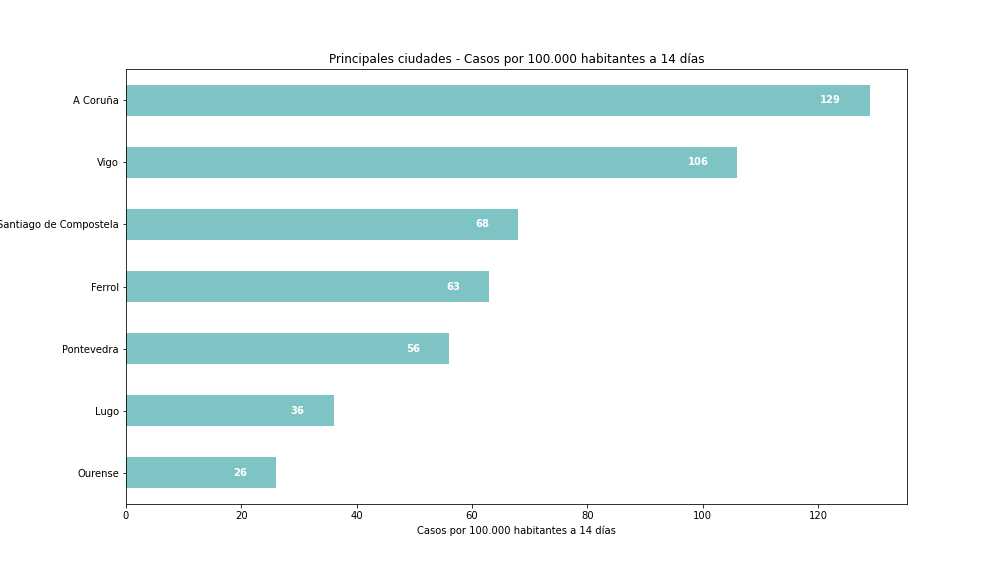 Principales ciudades - Casos por 100.000 habitantes a 14 días
A Coruña
129
Vigo
106
Santiago de Compostela
68
Ferrol
63
Pontevedra
56
Lugo
36
Ourense
26
0 20 40 60 80 100 120
Casos por 100.000 habitantes a 14 días